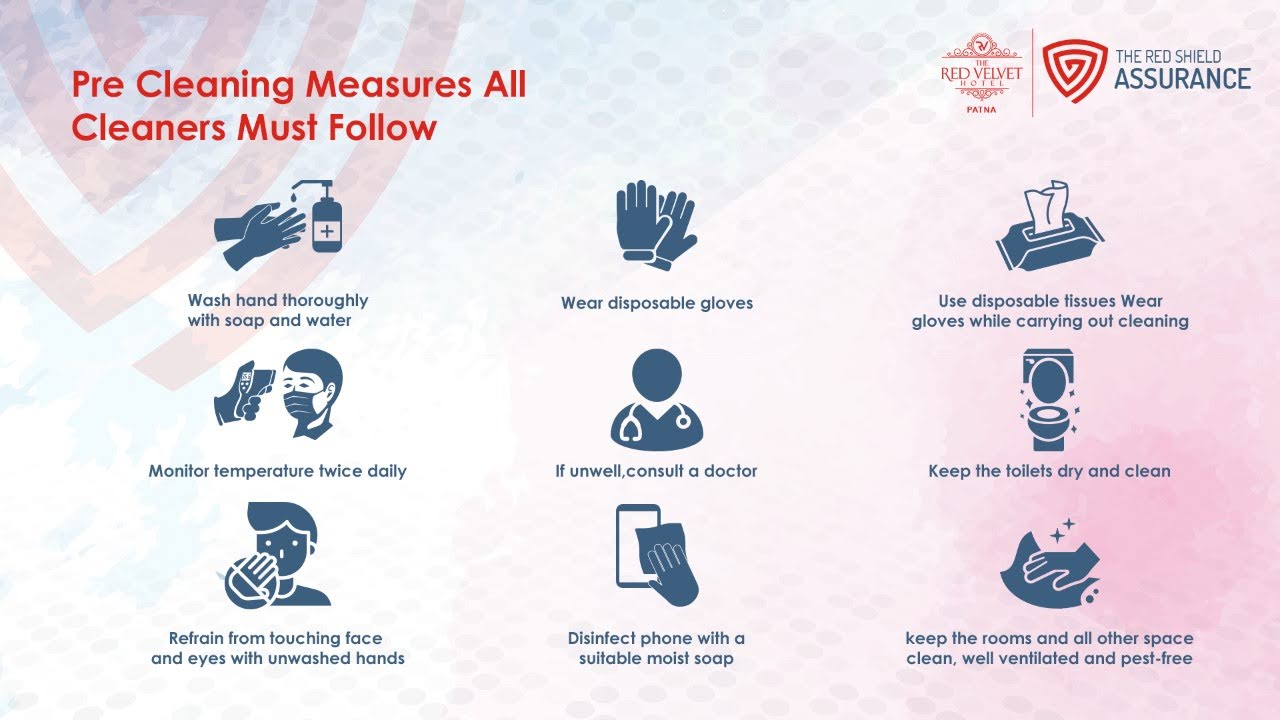 Pre Cleaning Measures All
Cleaners Must Follow
RV
THE
RED VELVET
HOTEL
PATNA
THE RED SHIELD
ASSURANCE
Wash hand thoroughly
with soap and water
Wear disposable gloves
Use disposable tissues Wear
gloves while carrying out cleaning
Monitor temperature twice daily
If unwell,consult a doctor
Keep the toilets dry and clean
Refrain from touching face
and eyes with unwashed hands
Disinfect phone with a
suitable moist soap
keep the rooms and all other space
clean, well ventilated and pest-free